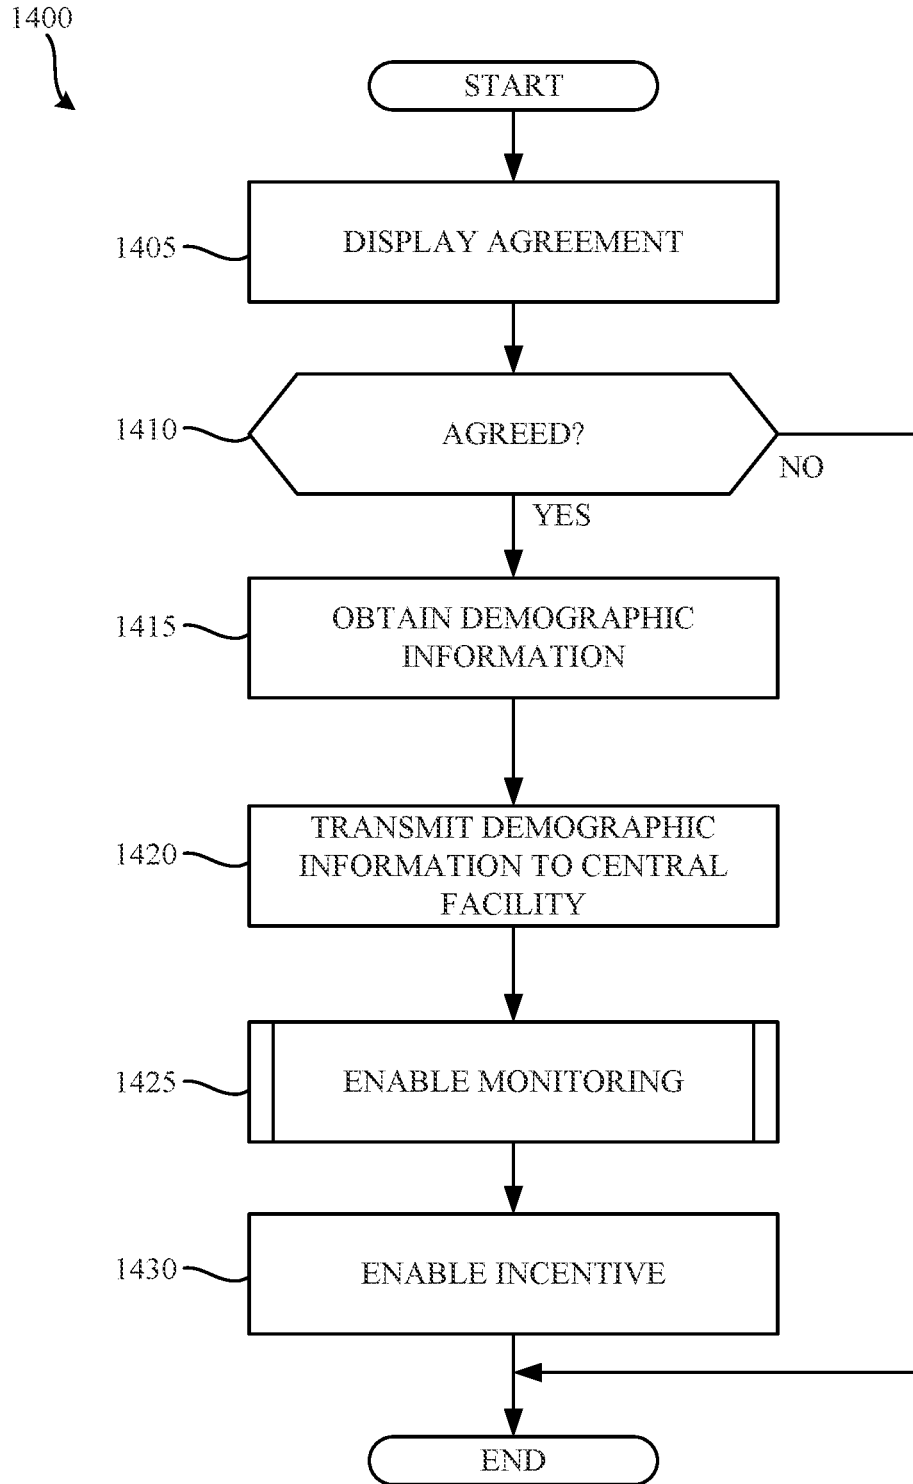 1400
START
1405
DISPLAY AGREEMENT
1410
AGREED?
NO
YES
1415
OBTAIN DEMOGRAPHIC
INFORMATION
1420
TRANSMIT DEMOGRAPHIC
INFORMATION TO CENTRAL
FACILITY
1425
ENABLE MONITORING
1430
ENABLE INCENTIVE
END